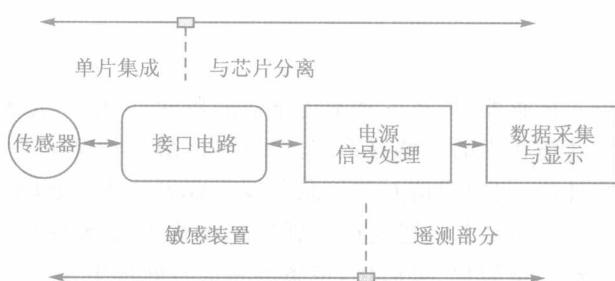 单片集成 与芯片分离
传感器 接口电路 电源 信号处理 数据采集 与显示
敏感装置 遥测部分